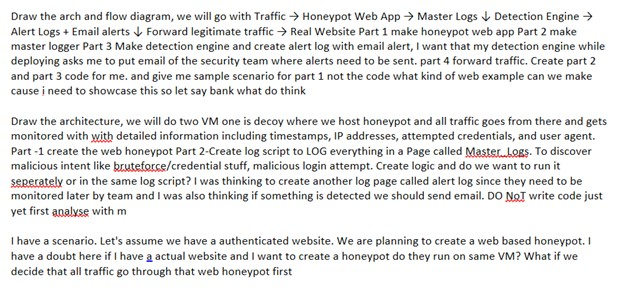 Draw the arch and flow diagram, we will go with Traffic → Honeypot Web App → Master Logs ↓ Detection Engine →
Alert Logs + Email alerts ↓ Forward legitimate traffic → Real Website Part 1 make honeypot web app Part 2 make
master logger Part 3 Make detection engine and create alert log with email alert, I want that my detection engine while
deploying asks me to put email of the security team where alerts need to be sent. part 4 forward traffic. Create part 2
and part 3 code for me. and give me sample scenario for part 1 not the code what kind of web example can we make
cause i need to showcase this so let say bank what do think
Draw the architecture, we will do two VM one is decoy where we host honeypot and all traffic goes from there and gets
monitored with with detailed information including timestamps, IP addresses, attempted credentials, and user agent.
Part -1 create the web honeypot Part 2-Create log script to LOG everything in a Page called Master_Logs. To discover
malicious intent like bruteforce/credential stuff, malicious login attempt. Create logic and do we want to run it
seperately or in the same log script? I was thinking to create another log page called alert log since they need to be
monitored later by team and I was also thinking if something is detected we should send email. DO NoT write code just
yet first analyse with m
I have a scenario. Let's assume we have a authenticated website. We are planning to create a web based honeypot. I
have a doubt here if I have a actual website and I want to create a honeypot do they run on same VM? What if we
decide that all traffic go through that web honeypot first